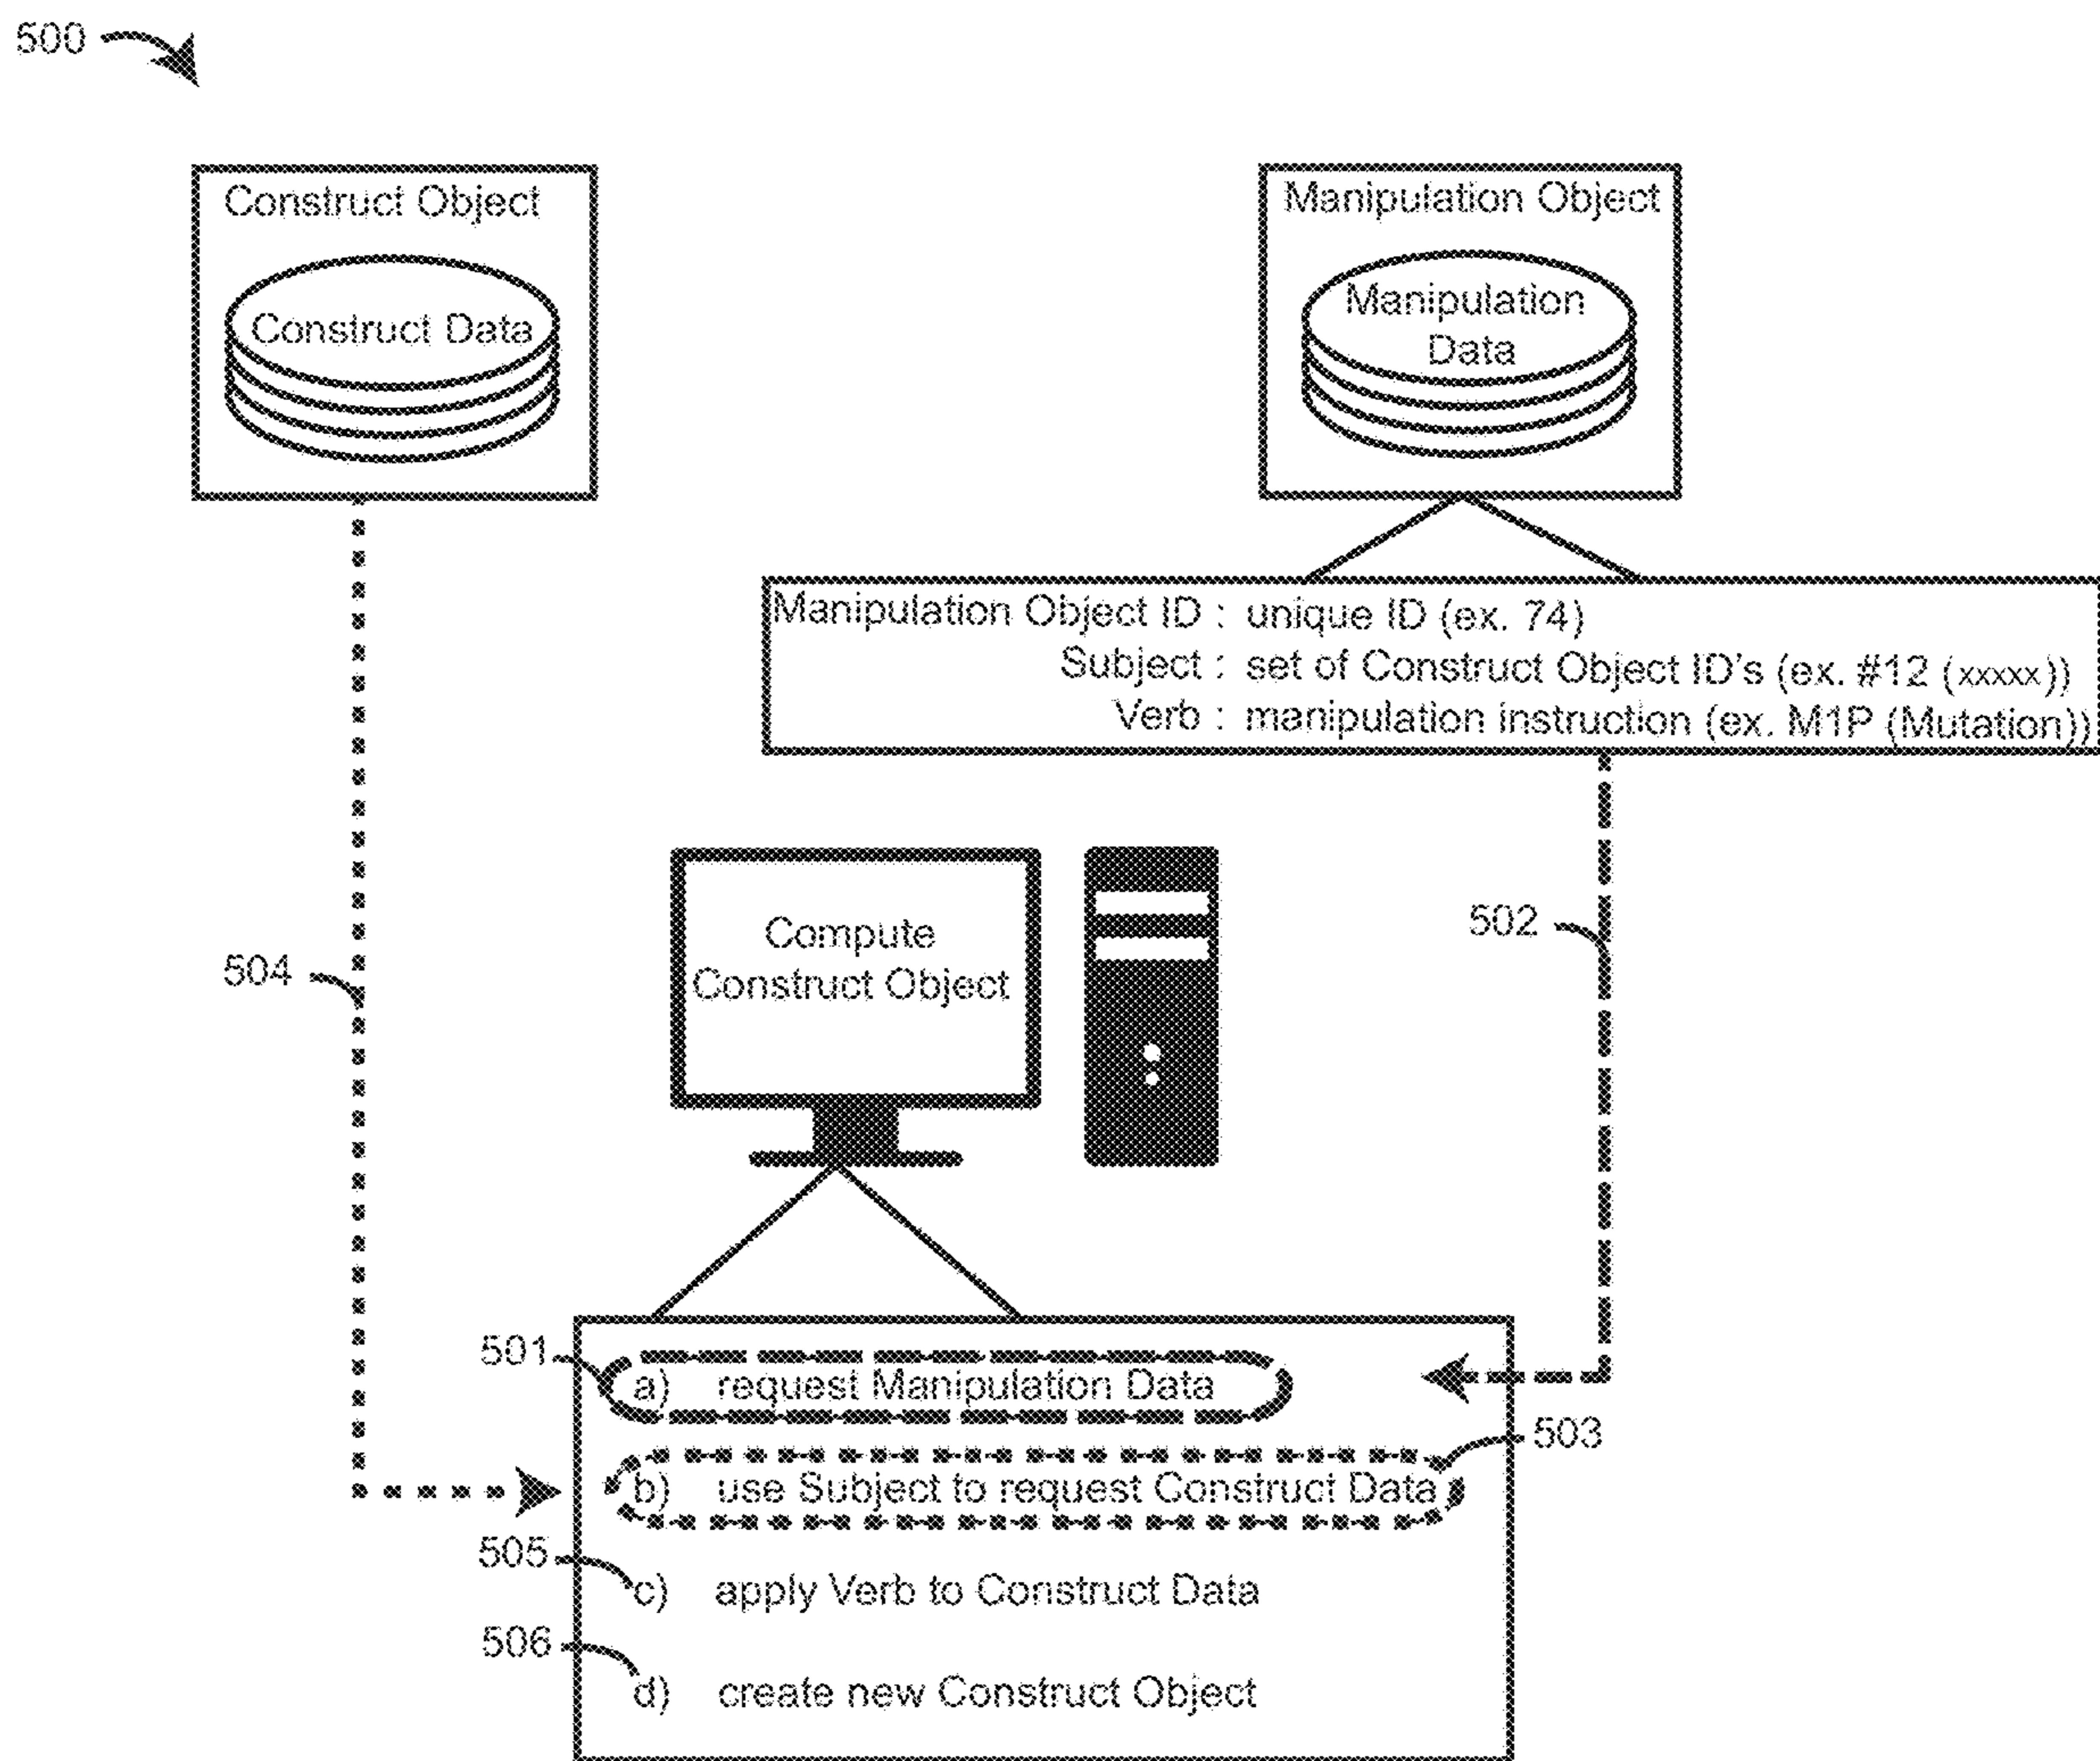 500
Construct Object
Construct Data
Manipulation Object
Manipulation
Data
Manipulation Object ID : unique ID (ex. 74)
Subject : set of Construct Object ID's (ex. #12 (xxxxx))
Verb : manipulation instruction (ex. M1P (Mutation))
Compute
Construct Object
502
504
501
a) request Manipulation Data
503
b) use Subject to request Construct Data
505
c) apply Verb to Construct Data
506
d) create new Construct Object